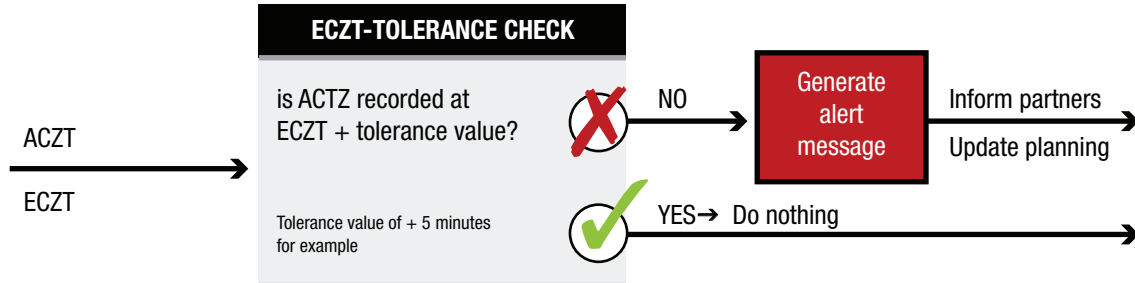 ECZT-TOLERANCE CHECK
ACZT
ECZT
is ACTZ recorded at
ECZT + tolerance value?
Tolerance value of + 5 minutes
for example
NO
Generate
alert
message
Inform partners
Update planning
YES→ Do nothing